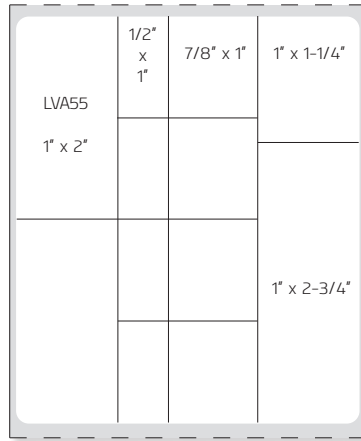 LVA55
1" x 2"
1/2"
x
1"
7/8" x 1"
1" x 1-1/4"
1" x 2-3/4"